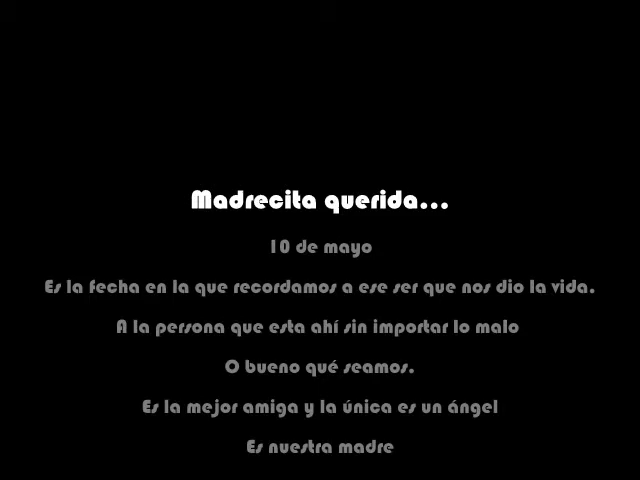 Madrecita querida...
10 de mayo
Es la fecha en la que recordamos a ese ser que nos dio la vida.
A la persona que esta ahí sin importar lo malo
O bueno qué seamos.
Es la mejor amiga y la única es un ángel
Es nuestra madre